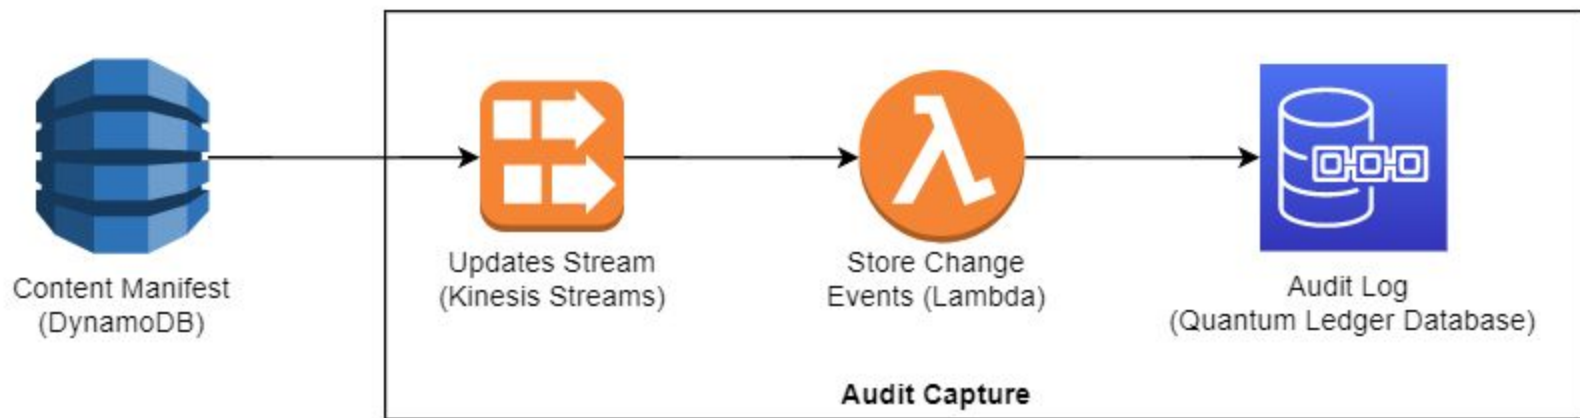 Content Manifest
(DynamoDB)
Updates Stream
(Kinesis Streams)
Store Change
Events (Lambda)
Audit Log
(Quantum Ledger Database)
Audit Capture